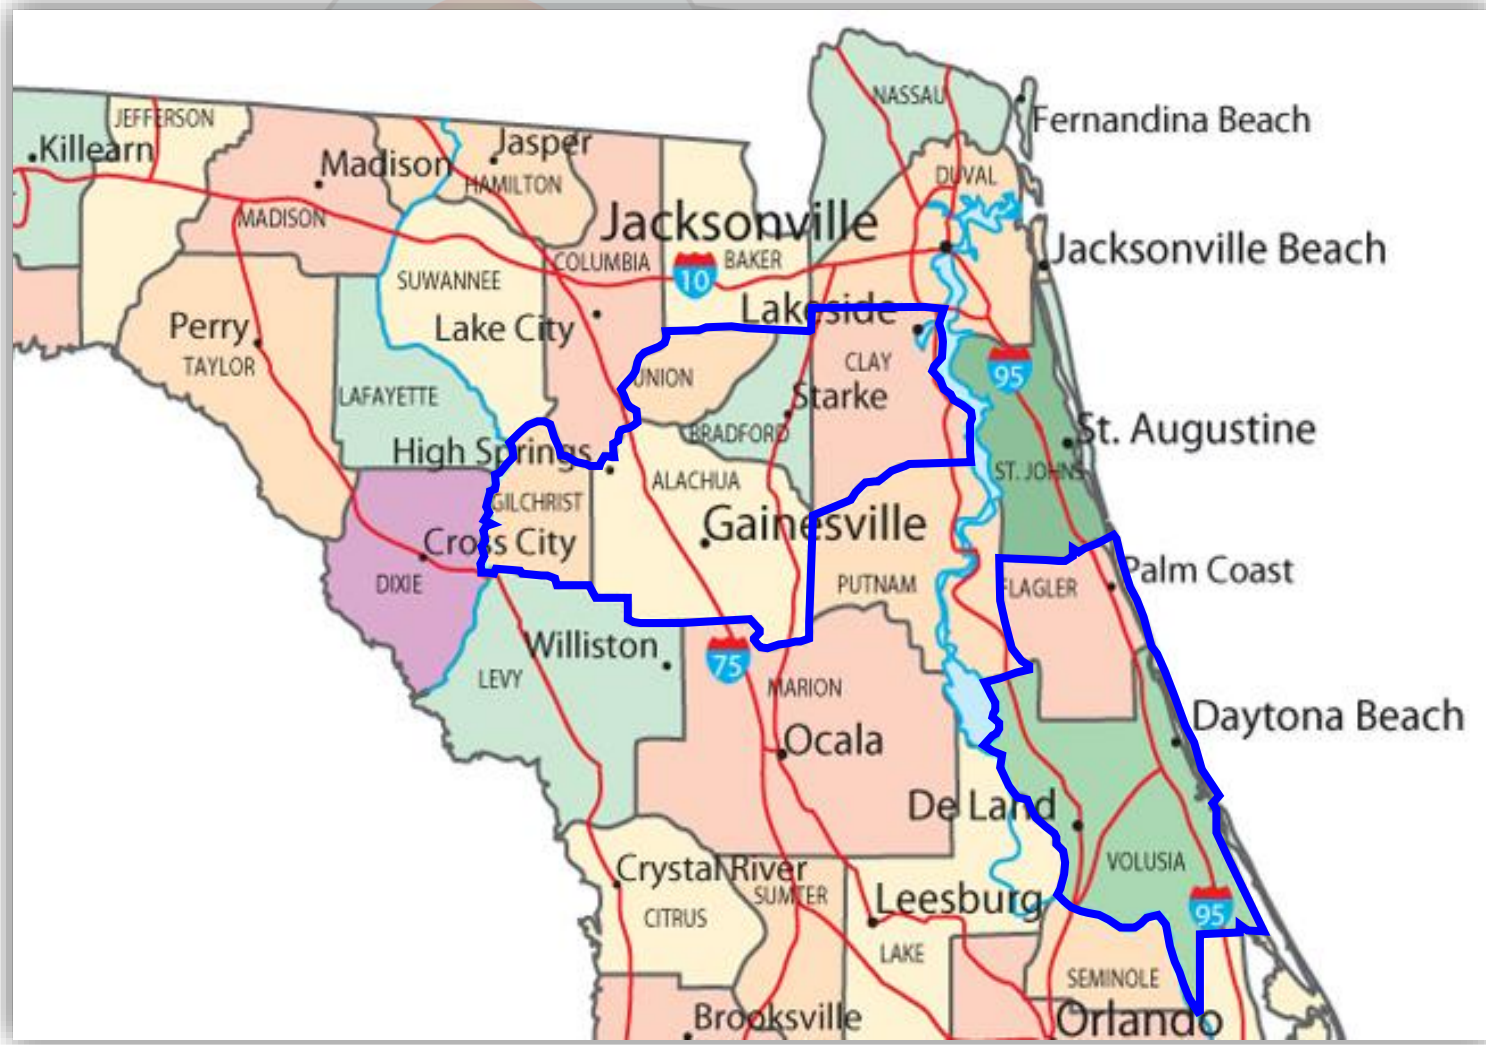 NASSAU
JEFFERSON
Fernandina Beach
Killearn
Madison
Jasper
HAMILTON
DUVAL
MADISON
Jacksonville
Jacksonville Beach
COLUMBIA
BAKER
10
SUWANNEE
Lakeside
Perry
Lake City
TAYLOR
CLAY
UNION
95
LAFAYETTE
Starke
BRADFORD
St. Augustine
High Springs
ALACHUA
ST. JOHNS
GILCHRIST
Gainesville
Cross City
DIXIE
PUTNAM
FLAGLER
Palm Coast
Williston
75
LEVY
MARION
Daytona Beach
Ocala
De Land
VOLUSIA
Crystal River
SUMTER
Leesburg
CITRUS
95
LAKE
SEMINOLE
Brooksville
Orlando